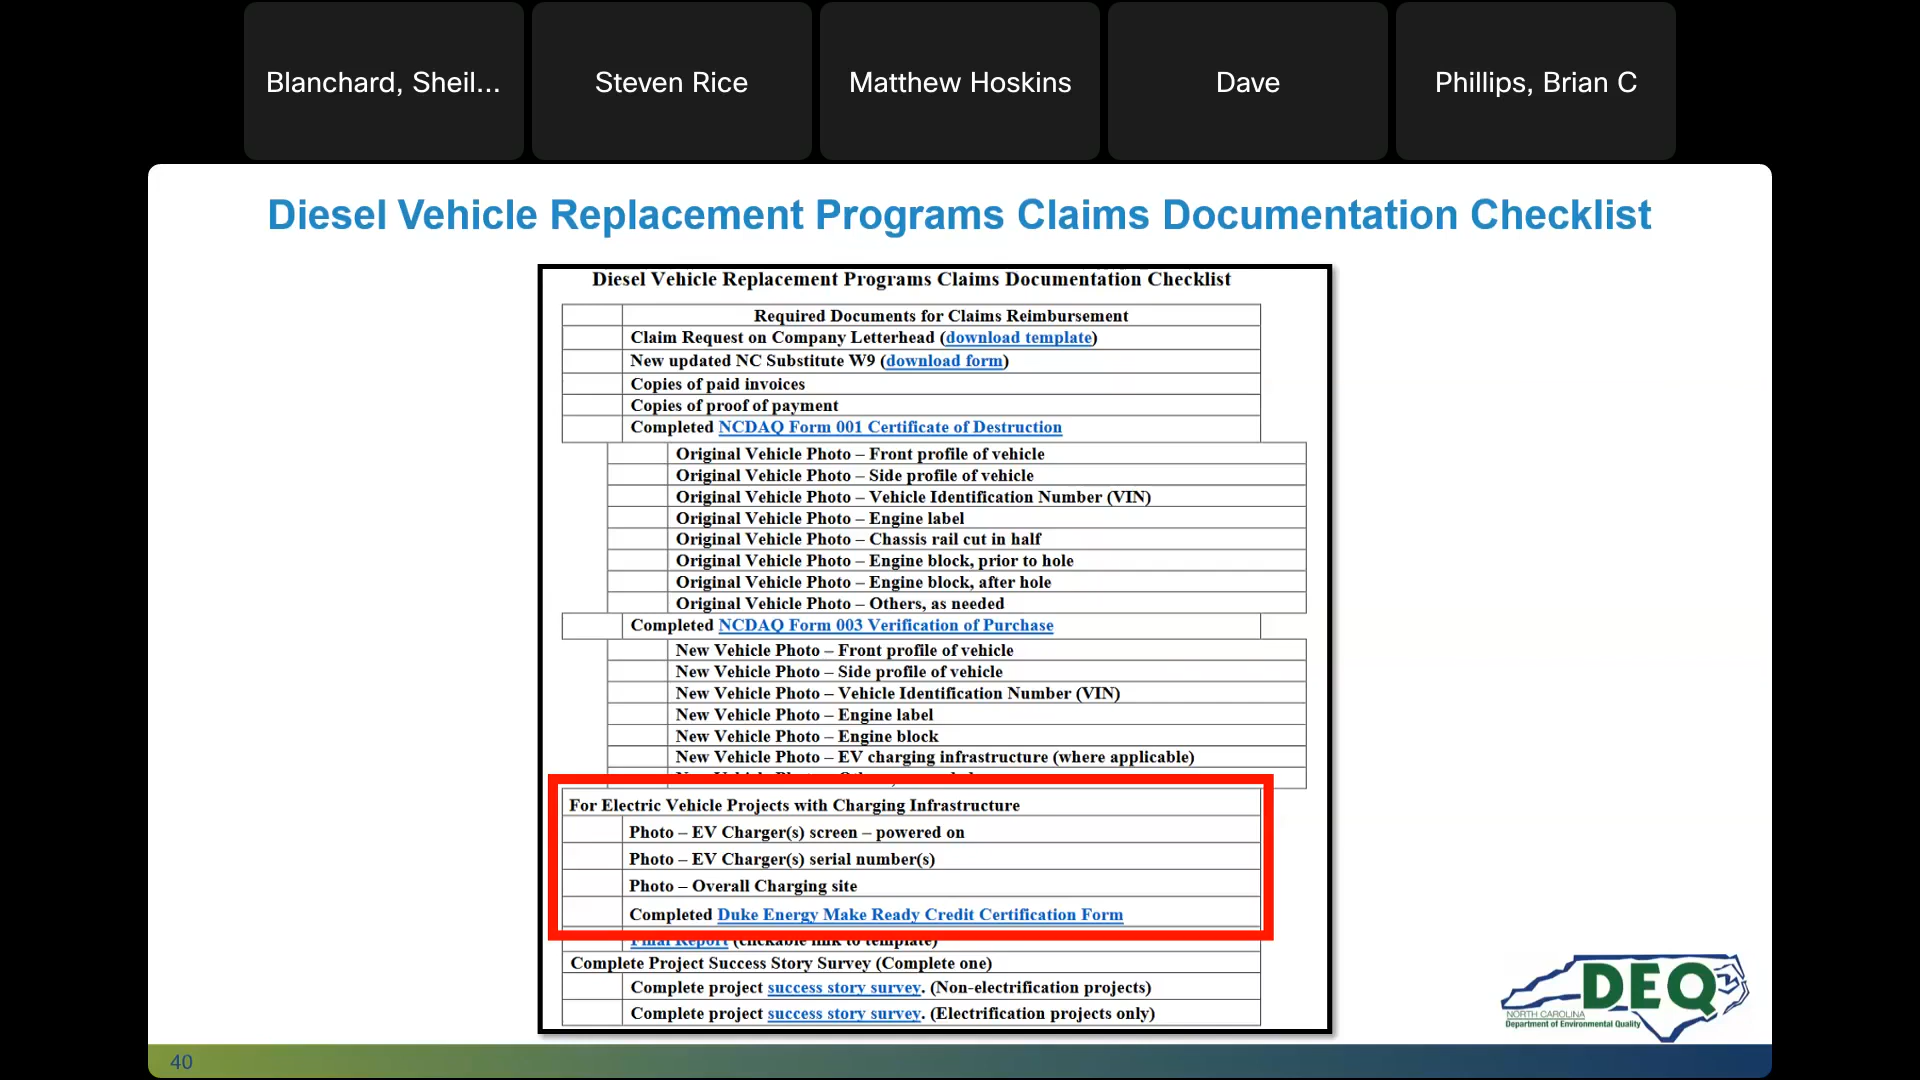 Blanchard, Sheil...
Steven Rice
Matthew Hoskins
Dave
Phillips, Brian C
Diesel Vehicle Replacement Programs Claims Documentation Checklist
Diesel Vehicle Replacement Programs Claims Documentation Checklist
Required Documents for Claims Reimbursement
Claim Request on Company Letterhead (download template)
New updated NC Substitute W9 (download form)
Copies of paid invoices
Copies of proof of payment
Completed NCDAQ Form 001 Certificate of Destruction
Original Vehicle Photo – Front profile of vehicle
Original Vehicle Photo – Side profile of vehicle
Original Vehicle Photo – Vehicle Identification Number (VIN)
Original Vehicle Photo – Engine label
Original Vehicle Photo – Chassis rail cut in half
Original Vehicle Photo – Engine block, prior to hole
Original Vehicle Photo – Engine block, after hole
Original Vehicle Photo – Others, as needed
Completed NCDAQ Form 003 Verification of Purchase
New Vehicle Photo – Front profile of vehicle
New Vehicle Photo – Side profile of vehicle
New Vehicle Photo – Vehicle Identification Number (VIN)
New Vehicle Photo – Engine label
New Vehicle Photo – Engine block
New Vehicle Photo – EV charging infrastructure (where applicable)
For Electric Vehicle Projects with Charging Infrastructure
Photo – EV Charger(s) screen – powered on
Photo – EV Charger(s) serial number(s)
Photo – Overall Charging site
Completed Duke Energy Make Ready Credit Certification Form
Final Report (clickable link to template)
Complete Project Success Story Survey (Complete one)
Complete project success story survey. (Non-electrification projects)
Complete project success story survey. (Electrification projects only)
DEQ
NORTH CAROLINA
Department of Environmental Quality
40